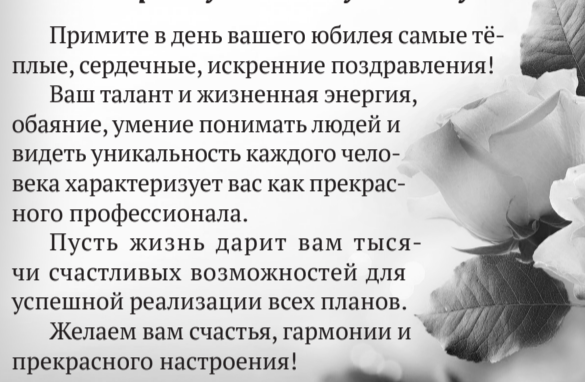 Примите в день вашего юбилея самые тё-
плые, сердечные, искренние поздравления!
Ваш талант и жизненная энергия,
обаяние, умение понимать людей и
видеть уникальность каждого чело-
века характеризует вас как прекрас-
ного профессионала.
Пусть жизнь дарит вам тыся-
чи счастливых возможностей для
успешной реализации всех планов.
Желаем вам счастья, гармонии и
прекрасного настроения!